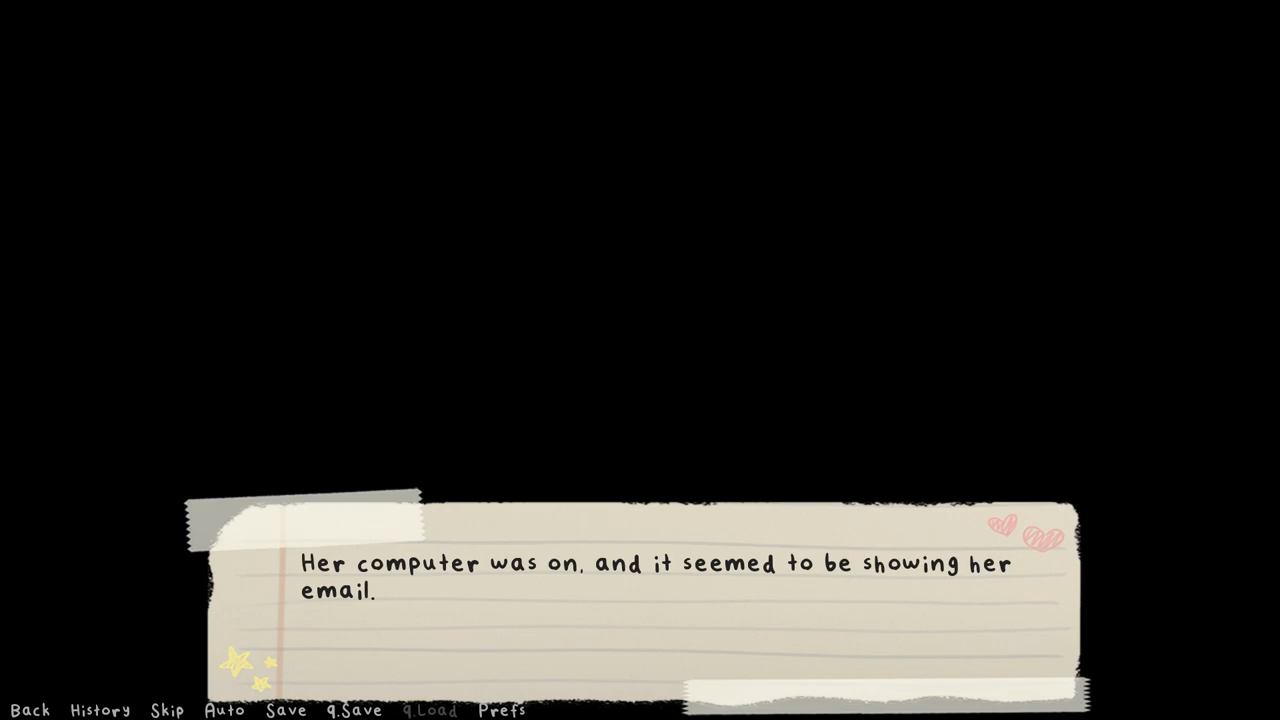 Her computer was on, and it seemed to be showing her
email.
Back History Skip Auto Save q.Save q.Load Prefs